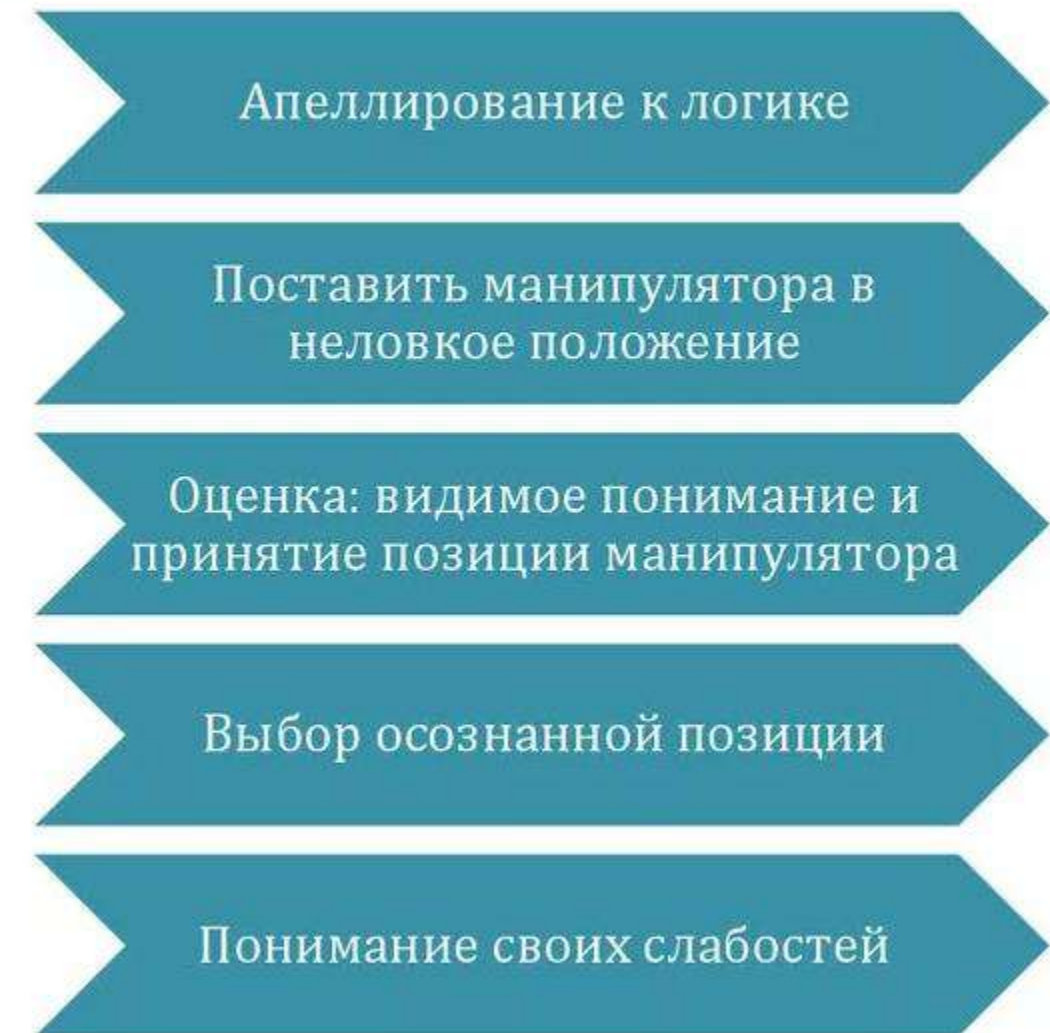 Апеллирование к логике
Поставить манипулятора в
неловкое положение
Оценка: видимое понимание и
принятие позиции манипулятора
Выбор осознанной позиции
Понимание своих слабостей